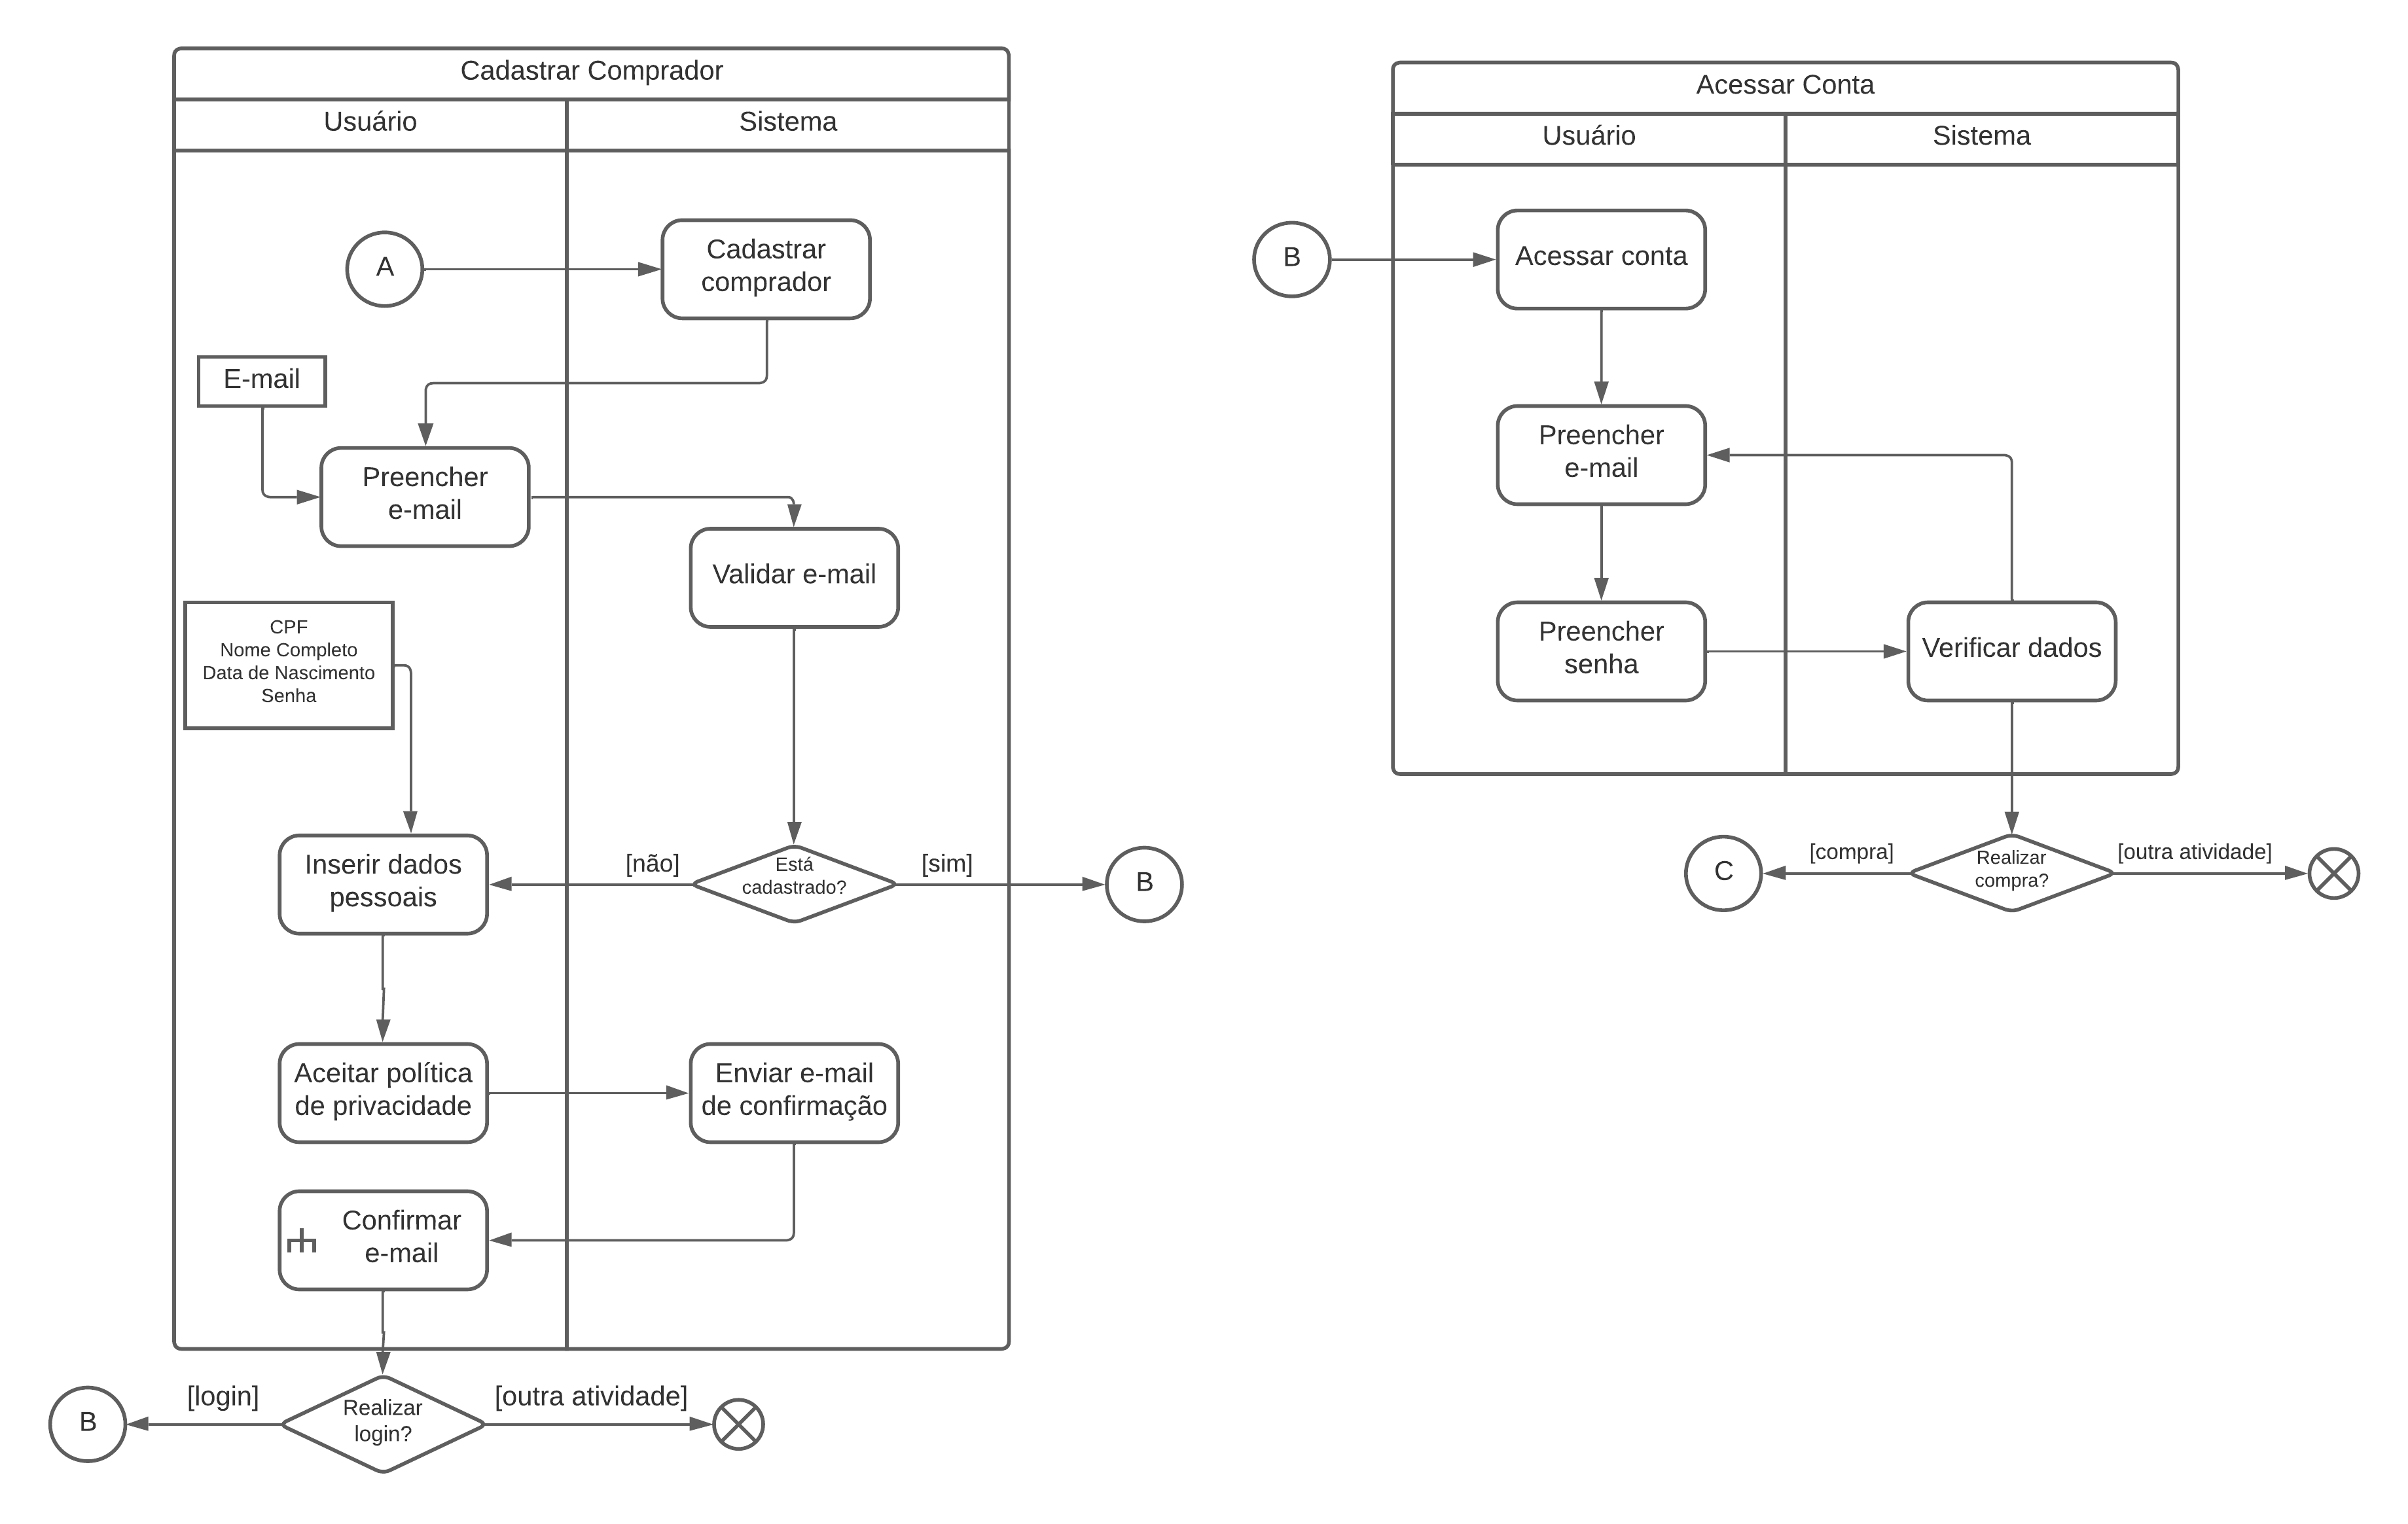 Cadastrar Comprador
Usuário
Sistema
A
Cadastrar
comprador
E-mail
Preencher
e-mail
Validar e-mail
CPF
Nome Completo
Data de Nascimento
Senha
Inserir dados
pessoais
[não]
Está
cadastrado?
[sim]
B
Aceitar política
de privacidade
Enviar e-mail
de confirmação
Confirmar
e-mail
B
[login]
Realizar
login?
[outra atividade]
Acessar Conta
Usuário
Sistema
B
Acessar conta
Preencher
e-mail
Preencher
senha
Verificar dados
C
[compra]
Realizar
compra?
[outra atividade]